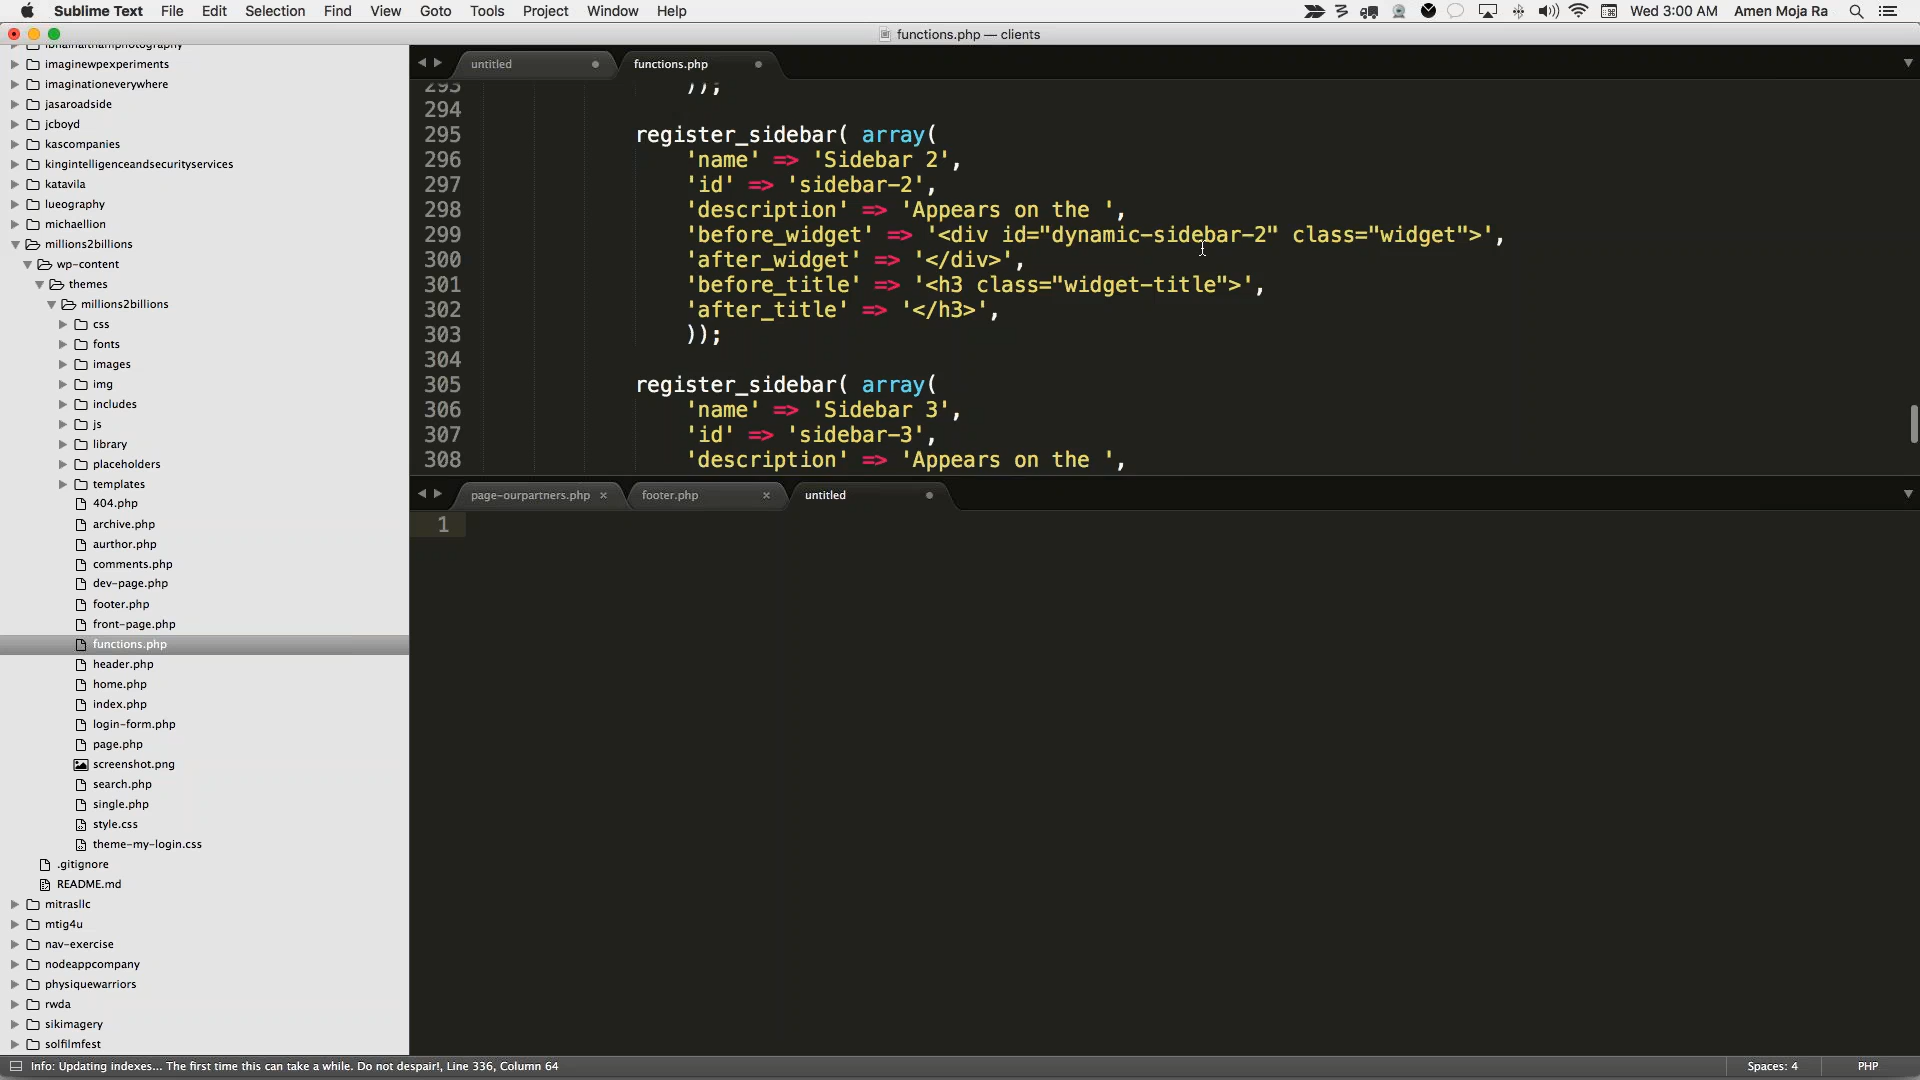 Sublime Text File Edit Selection Find View Goto Tools Project Window Help Wed 3:00 AM Amen Moja Ra
functions.php — clients
imaginewpexperiments
imaginationeverywhere
jasaroadside
jcboyd
kascompanies
kingintelligenceandsecurityservices
katavila
lueography
michaellion
millions2billions
wp-content
themes
millions2billions
css
fonts
images
img
includes
js
library
placeholders
templates
404.php
archive.php
aurthor.php
comments.php
dev-page.php
footer.php
front-page.php
functions.php
header.php
home.php
index.php
login-form.php
page.php
screenshot.png
search.php
single.php
style.css
theme-my-login.css
.gitignore
README.md
mitrasllc
mtig4u
nav-exercise
nodeappcompany
physiquewarriors
rwda
sikimagery
solfilmfest
untitled functions.php
293 ));
294
295 register_sidebar( array(
296 'name' => 'Sidebar 2',
297 'id' => 'sidebar-2',
298 'description' => 'Appears on the ',
299 'before_widget' => '<div id="dynamic-sidebar-2" class="widget">',
300 'after_widget' => '</div>',
301 'before_title' => '<h3 class="widget-title">',
302 'after_title' => '</h3>',
303 ));
304
305 register_sidebar( array(
306 'name' => 'Sidebar 3',
307 'id' => 'sidebar-3',
308 'description' => 'Appears on the ',
page-ourpartners.php × footer.php × untitled
1
Info: Updating indexes... The first time this can take a while. Do not despair!, Line 336, Column 64 Spaces: 4 PHP